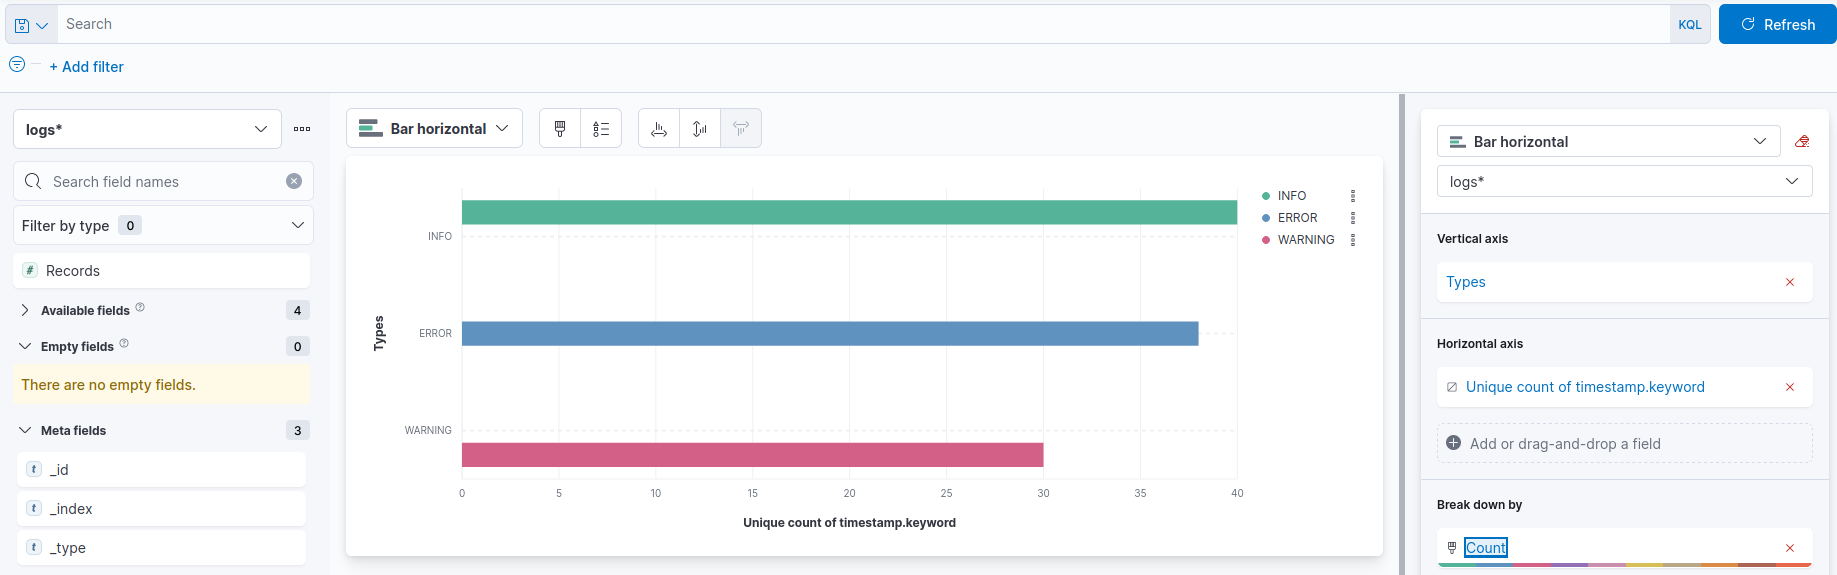 Search
KQL
Refresh
+ Add filter
logs*
Search field names
Filter by type 0
# Records
Available fields 4
Empty fields 0
There are no empty fields.
Meta fields 3
t _id
t _index
t _type
Bar horizontal
INFO
ERROR
WARNING
Types
INFO
ERROR
WARNING
0 5 10 15 20 25 30 35 40
Unique count of timestamp.keyword
Bar horizontal
logs*
Vertical axis
Types
Horizontal axis
Unique count of timestamp.keyword
Add or drag-and-drop a field
Break down by
Count